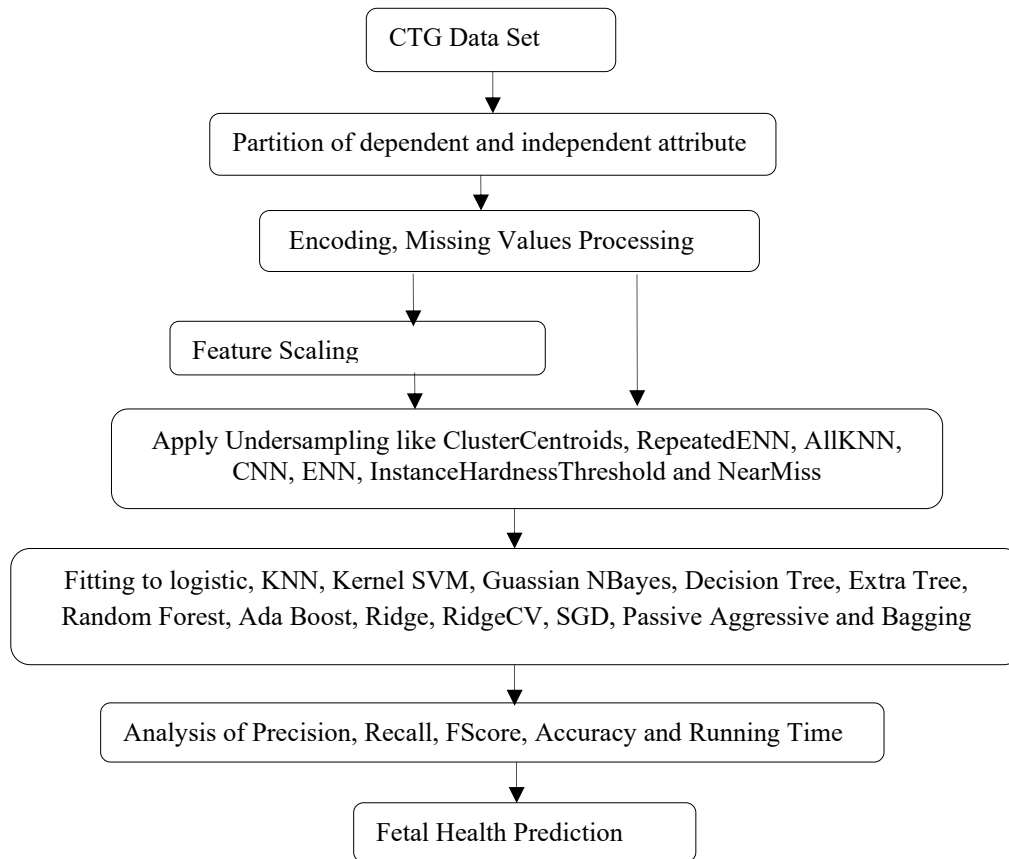 CTG Data Set
Partition of dependent and independent attribute
Encoding, Missing Values Processing
Feature Scaling
Apply Undersampling like ClusterCentroids, RepeatedENN, AllKNN,
CNN, ENN, InstanceHardnessThreshold and NearMiss
Fitting to logistic, KNN, Kernel SVM, Guassian NBayes, Decision Tree, Extra Tree,
Random Forest, Ada Boost, Ridge, RidgeCV, SGD, Passive Aggressive and Bagging
Analysis of Precision, Recall, FScore, Accuracy and Running Time
Fetal Health Prediction